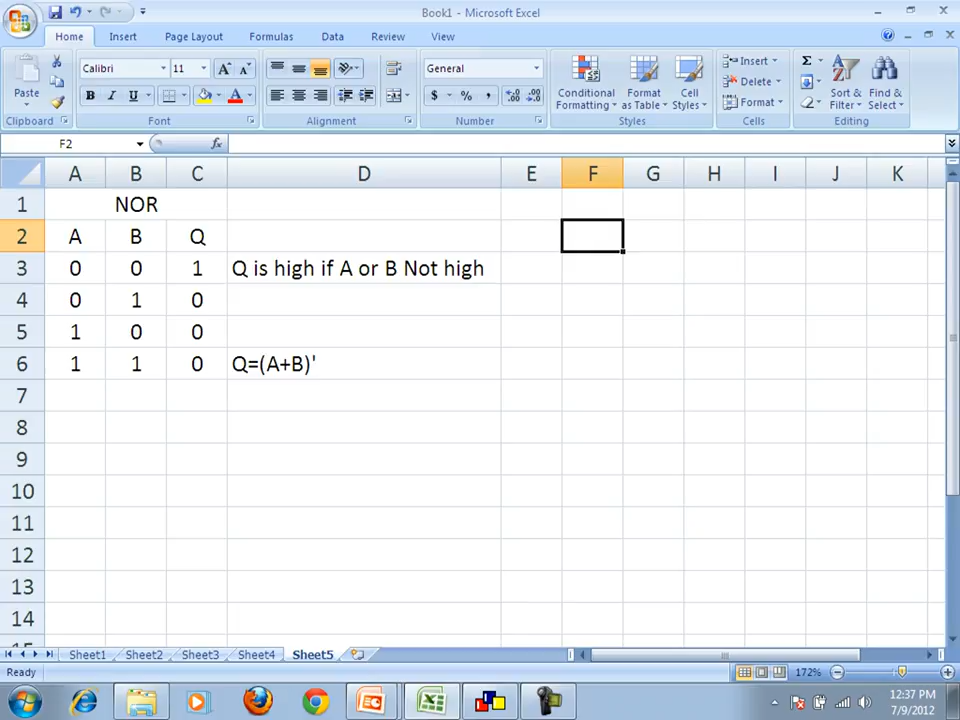 Book1 - Microsoft Excel
Home Insert Page Layout Formulas Data Review View
Paste
Calibri 11
B I U
A
General
$ % ,
Conditional Formatting
Format as Table
Cell Styles
Insert
Delete
Format
Σ
Sort & Filter
Find & Select
Clipboard Font Alignment Number Styles Cells Editing
F2 fx
A B C D E F G H I J K
1 NOR
2 A B Q
3 0 0 1 Q is high if A or B Not high
4 0 1 0
5 1 0 0
6 1 1 0 Q=(A+B)'
7
8
9
10
11
12
13
14
15
Sheet1 Sheet2 Sheet3 Sheet4 Sheet5
Ready 172%
12:37 PM
7/9/2012